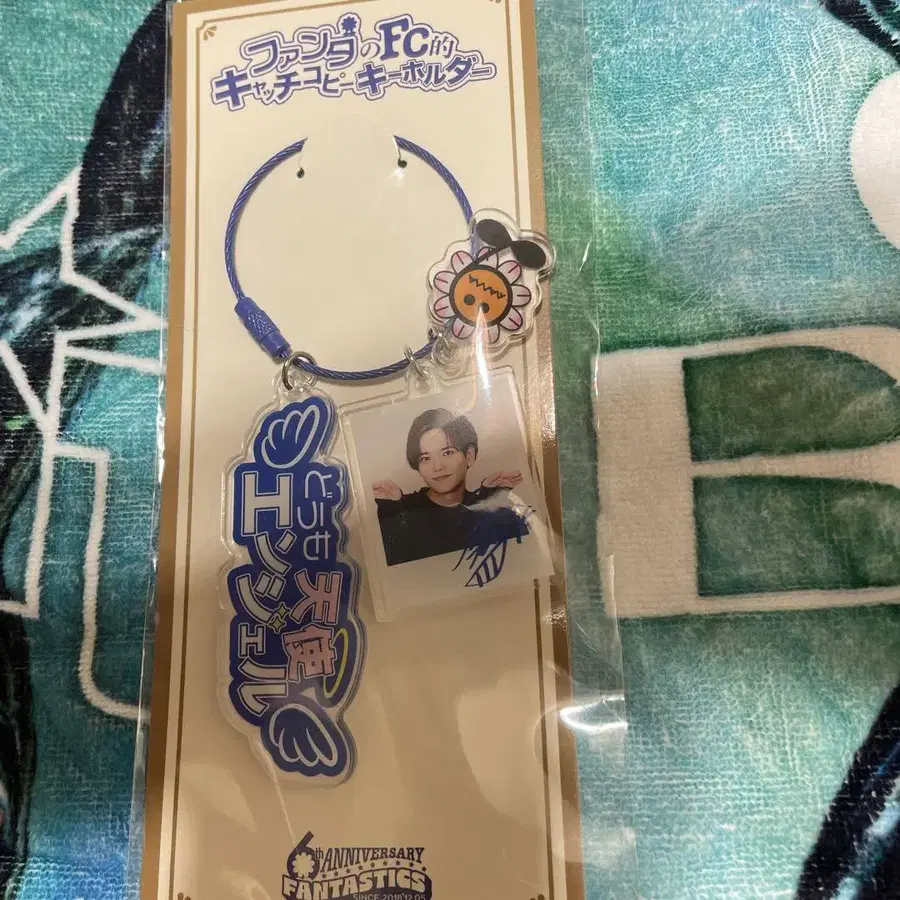 ファンタのFC的
キャッチコピーキーホルダー
どうも天使
エンジェル
6th ANNIVERSARY
FANTASTICS
SINCE 2018.12.05